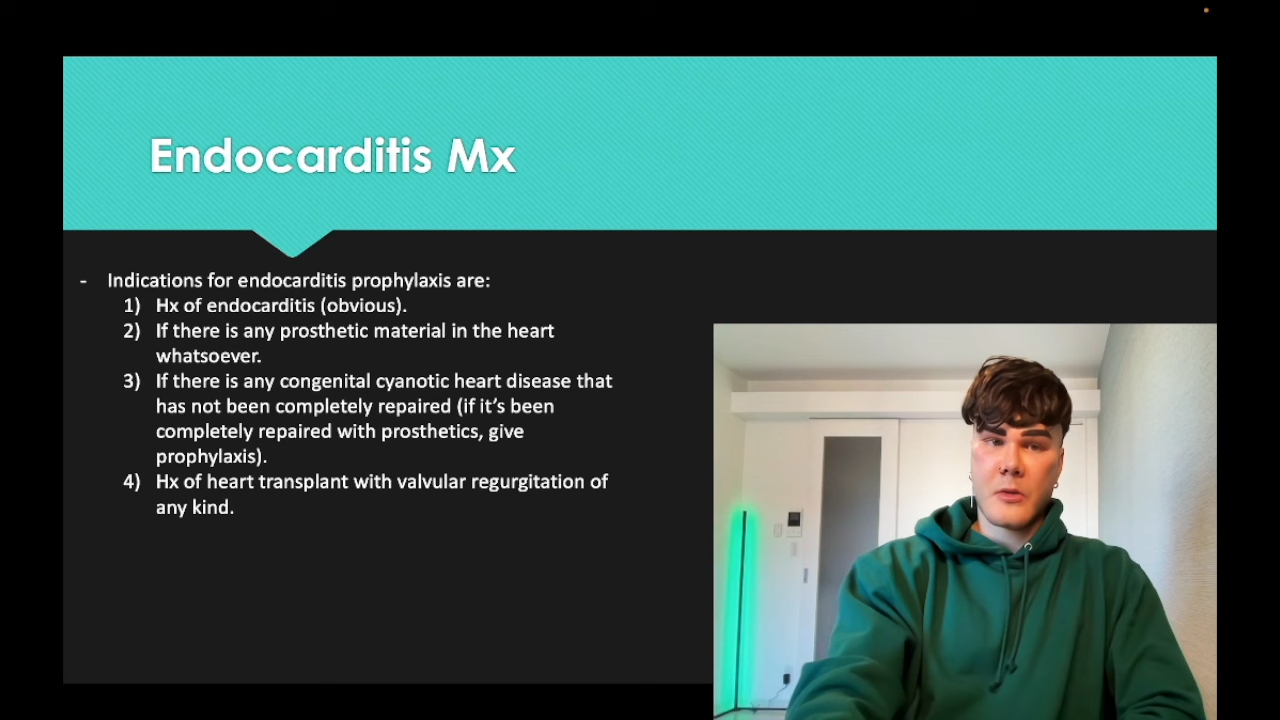 Endocarditis Mx
- Indications for endocarditis prophylaxis are:
1) Hx of endocarditis (obvious).
2) If there is any prosthetic material in the heart
whatsoever.
3) If there is any congenital cyanotic heart disease that
has not been completely repaired (if it’s been
completely repaired with prosthetics, give
prophylaxis).
4) Hx of heart transplant with valvular regurgitation of
any kind.